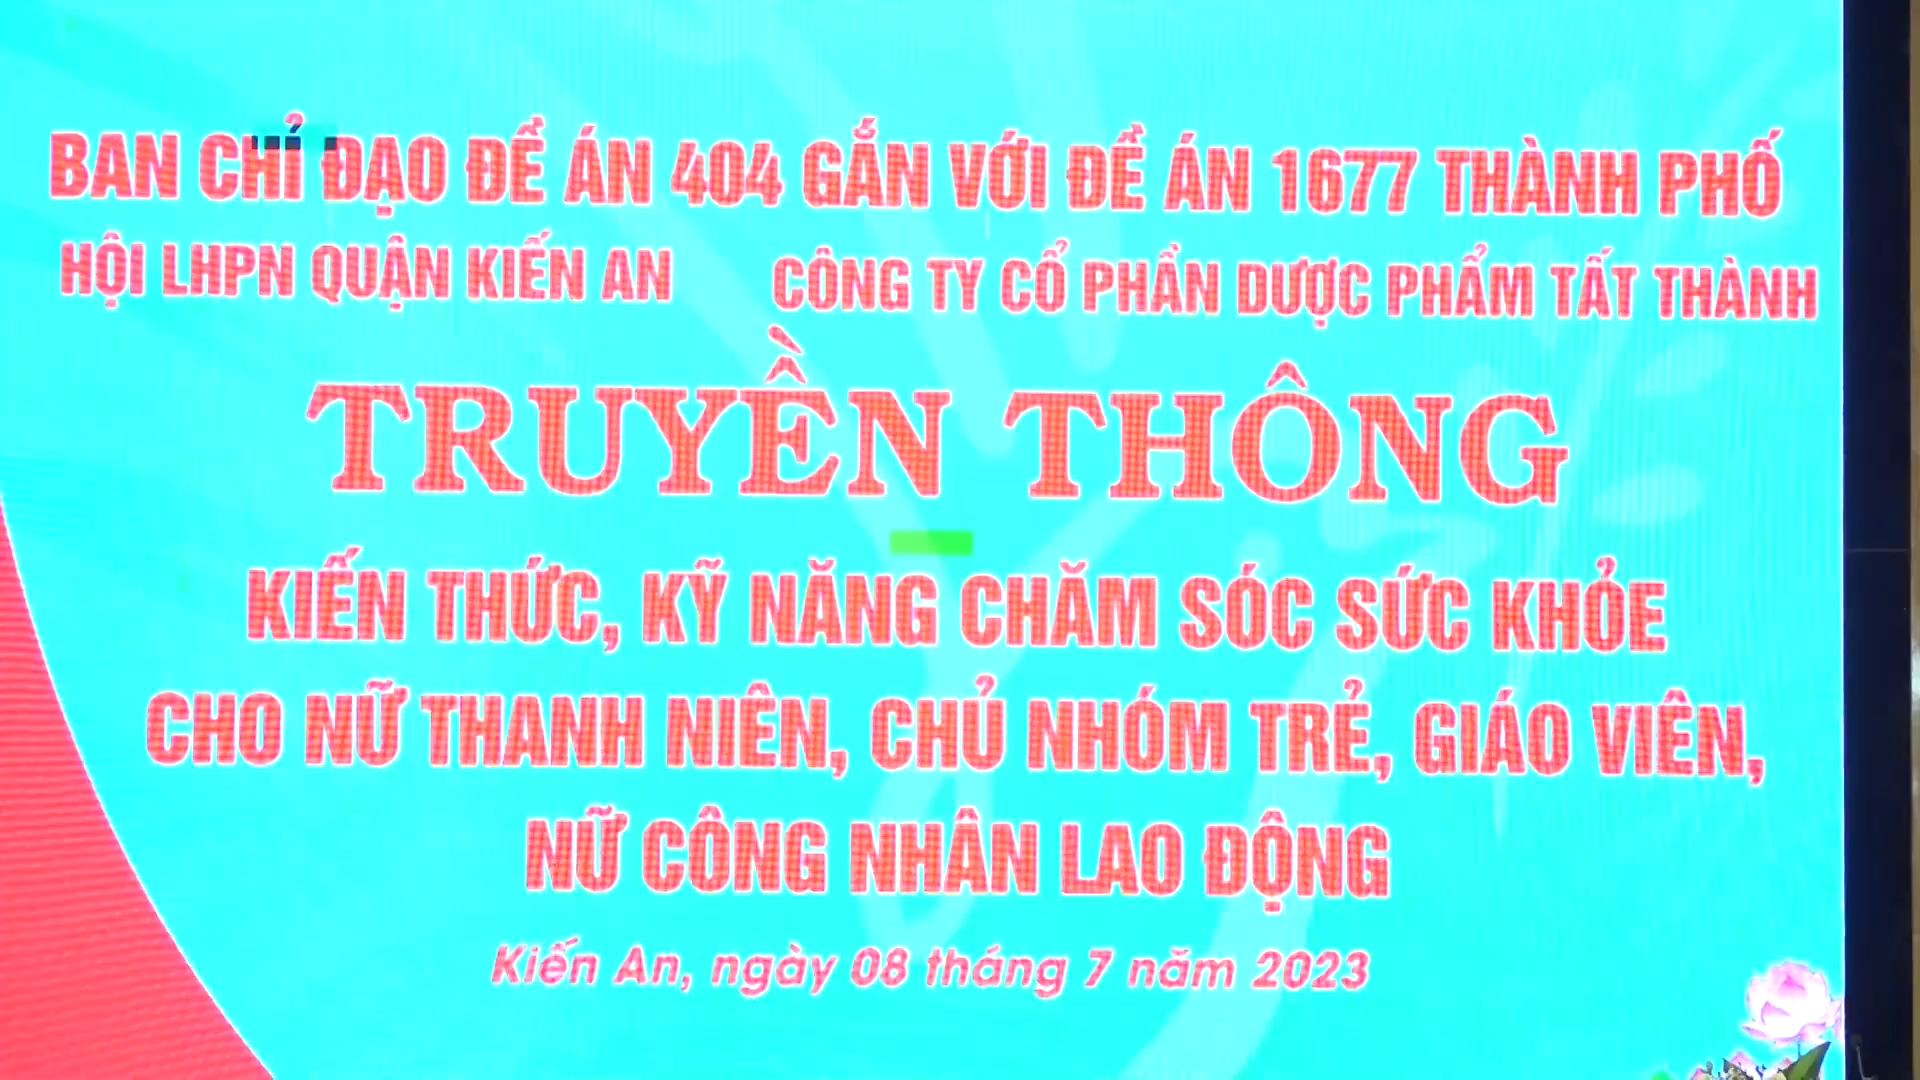 BAN CHỈ ĐẠO ĐỀ ÁN 404 GẮN VỚI ĐỀ ÁN 1677 THÀNH PHỐ
HỘI LHPN QUẬN KIẾN AN CÔNG TY CỔ PHẦN DƯỢC PHẨM TẤT THÀNH
TRUYỀN THÔNG
KIẾN THỨC, KỸ NĂNG CHĂM SÓC SỨC KHỎE
CHO NỮ THANH NIÊN, CHỦ NHÓM TRẺ, GIÁO VIÊN,
NỮ CÔNG NHÂN LAO ĐỘNG
Kiến An, ngày 08 tháng 7 năm 2023